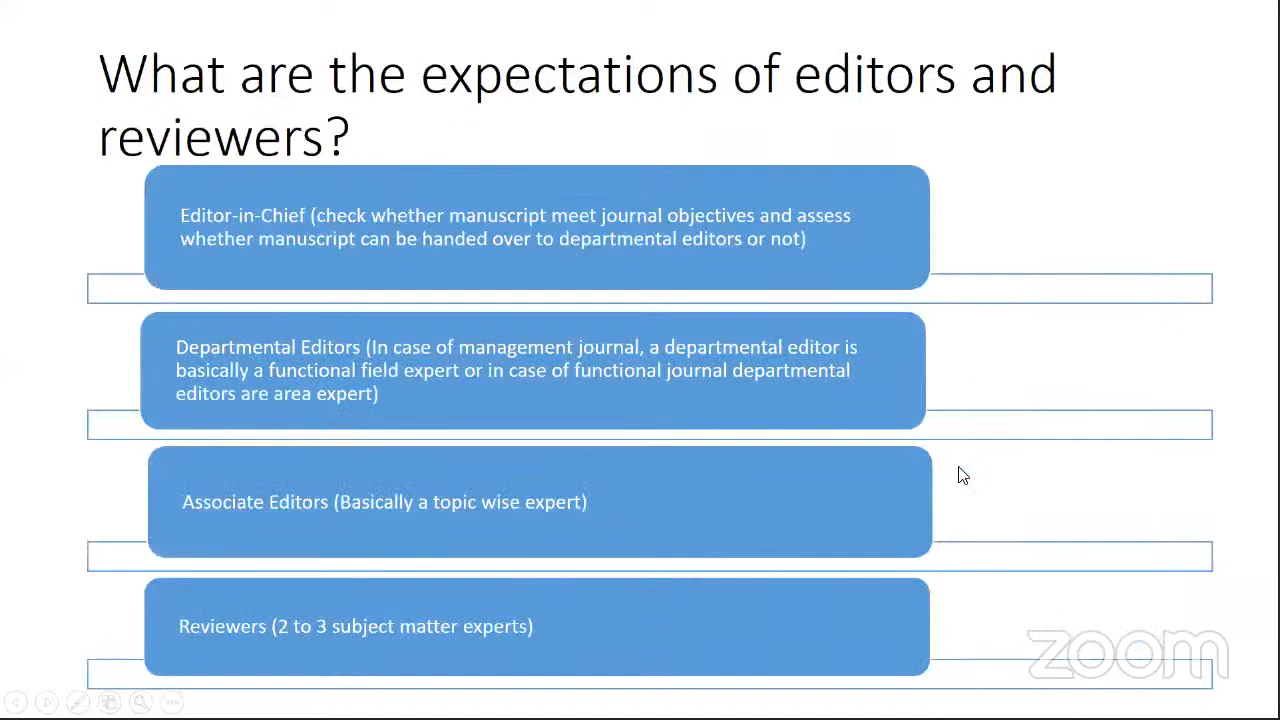 What are the expectations of editors and
reviewers?
Editor-in-Chief (check whether manuscript meet journal objectives and assess
whether manuscript can be handed over to departmental editors or not)
Departmental Editors (In case of management journal, a departmental editor is
basically a functional field expert or in case of functional journal departmental
editors are area expert)
Associate Editors (Basically a topic wise expert)
Reviewers (2 to 3 subject matter experts)
zoom